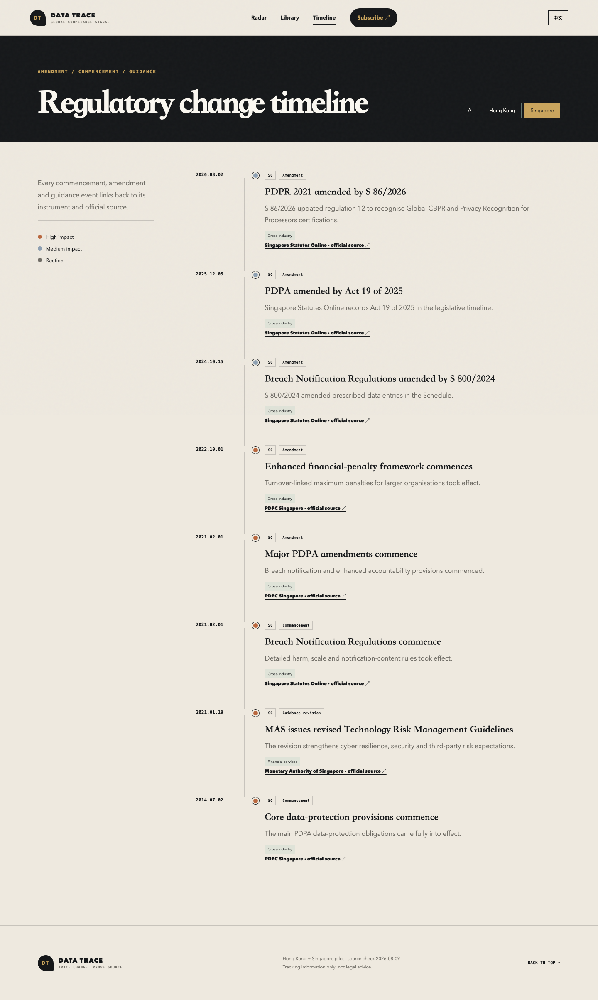 DT
DATA TRACE
GLOBAL COMPLIANCE SIGNAL
Radar
Library
Timeline
Subscribe ↗
中文
AMENDMENT / COMMENCEMENT / GUIDANCE
Regulatory change timeline
All
Hong Kong
Singapore
Every commencement, amendment
and guidance event links back to its
instrument and official source.
High impact
Medium impact
Routine
2026.03.02
SG
Amendment
PDPR 2021 amended by S 86/2026
S 86/2026 updated regulation 12 to recognise Global CBPR and Privacy Recognition for
Processors certifications.
Cross-industry
Singapore Statutes Online · official source ↗
2025.12.05
SG
Amendment
PDPA amended by Act 19 of 2025
Singapore Statutes Online records Act 19 of 2025 in the legislative timeline.
Cross-industry
Singapore Statutes Online · official source ↗
2024.10.15
SG
Amendment
Breach Notification Regulations amended by S 800/2024
S 800/2024 amended prescribed-data entries in the Schedule.
Cross-industry
Singapore Statutes Online · official source ↗
2022.10.01
SG
Amendment
Enhanced financial-penalty framework commences
Turnover-linked maximum penalties for larger organisations took effect.
Cross-industry
PDPC Singapore · official source ↗
2021.02.01
SG
Amendment
Major PDPA amendments commence
Breach notification and enhanced accountability provisions commenced.
Cross-industry
PDPC Singapore · official source ↗
2021.02.01
SG
Commencement
Breach Notification Regulations commence
Detailed harm, scale and notification-content rules took effect.
Cross-industry
Singapore Statutes Online · official source ↗
2021.01.18
SG
Guidance revision
MAS issues revised Technology Risk Management Guidelines
The revision strengthens cyber resilience, security and third-party risk expectations.
Financial services
Monetary Authority of Singapore · official source ↗
2014.07.02
SG
Commencement
Core data-protection provisions commence
The main PDPA data-protection obligations came fully into effect.
Cross-industry
PDPC Singapore · official source ↗
DT
DATA TRACE
TRACE CHANGE. PROVE SOURCE.
Hong Kong + Singapore pilot · source check 2026-08-09
Tracking information only; not legal advice.
BACK TO TOP ↑